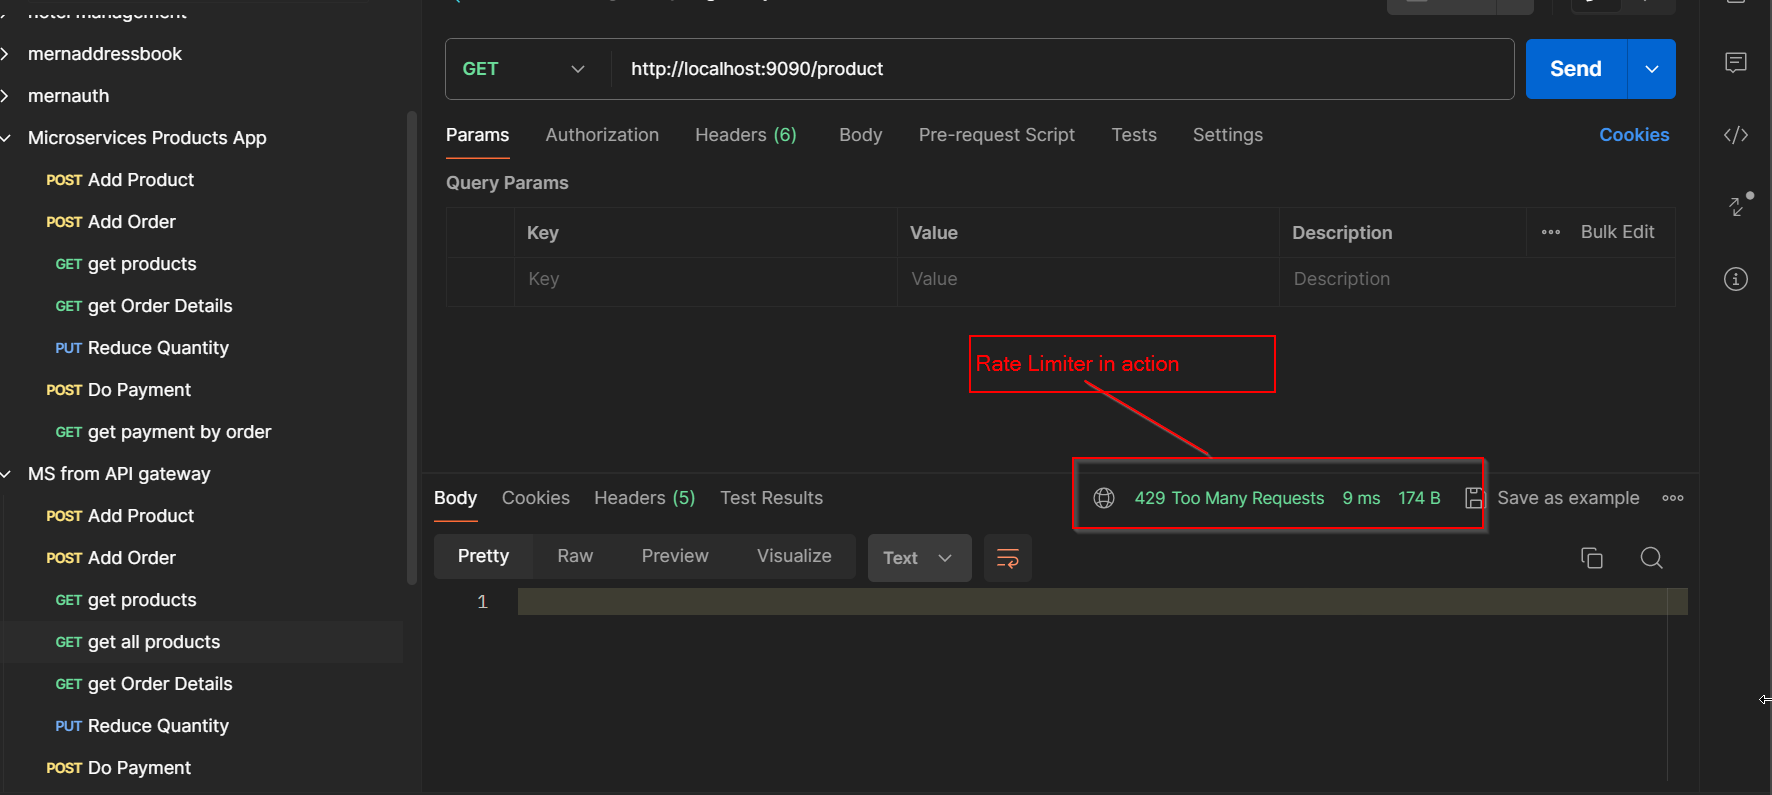 hotel management
mernaddressbook
mernauth
Microservices Products App
POST Add Product
POST Add Order
GET get products
GET get Order Details
PUT Reduce Quantity
POST Do Payment
GET get payment by order
MS from API gateway
POST Add Product
POST Add Order
GET get products
GET get all products
GET get Order Details
PUT Reduce Quantity
POST Do Payment
GET http://localhost:9090/product Send
Params Authorization Headers (6) Body Pre-request Script Tests Settings Cookies
Query Params
Key Value Description Bulk Edit
Key Value Description
Rate Limiter in action
Body Cookies Headers (5) Test Results 429 Too Many Requests 9 ms 174 B Save as example
Pretty Raw Preview Visualize Text
1